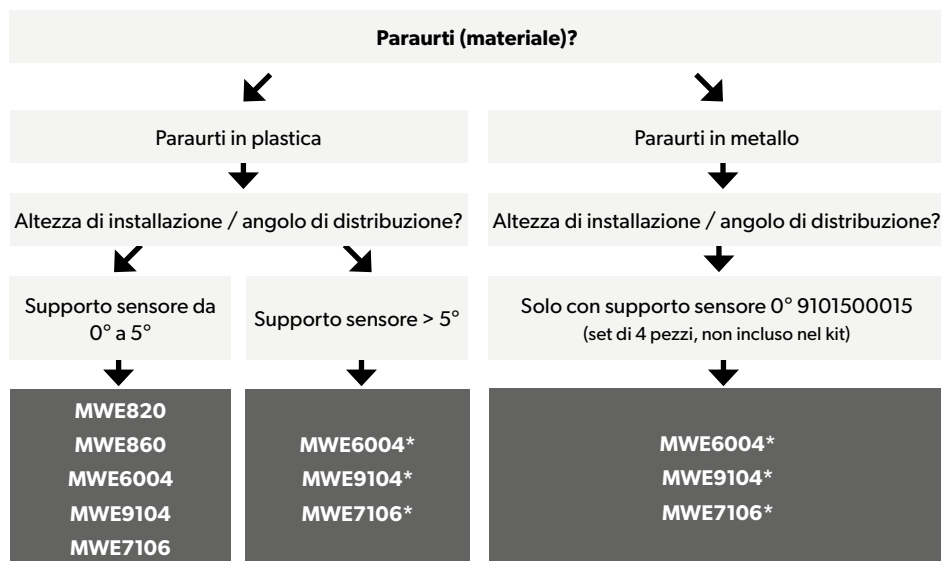 Paraurti (materiale)?
Paraurti in plastica
Paraurti in metallo
Altezza di installazione / angolo di distribuzione?
Altezza di installazione / angolo di distribuzione?
Supporto sensore da
0° a 5°
Supporto sensore > 5°
Solo con supporto sensore 0° 9101500015
(set di 4 pezzi, non incluso nel kit)
MWE820
MWE860
MWE6004
MWE9104
MWE7106
MWE6004*
MWE9104*
MWE7106*
MWE6004*
MWE9104*
MWE7106*